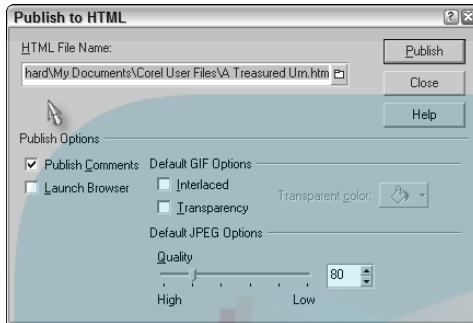 Publish to HTML
HTML File Name:
hard\My Documents\Corel User Files\A Treasured Urn.htm
Publish
Close
Help
Publish Options
Publish Comments
Launch Browser
Default GIF Options
Interlaced
Transparency
Transparent color:
Default JPEG Options
Quality
80
High
Low